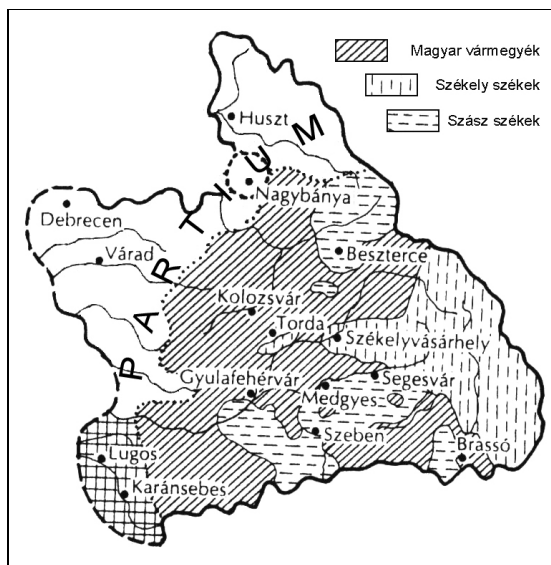 Magyar vármegyék
Székely székek
Szász székek
Huszt
PARTIUM
Nagybánya
Debrecen
Várad
Beszterce
Kolozsvár
Torda
Székelyvásárhely
Gyulafehérvár
Segesvár
Medgyes
Szeben
Brassó
Lugos
Karánsebes